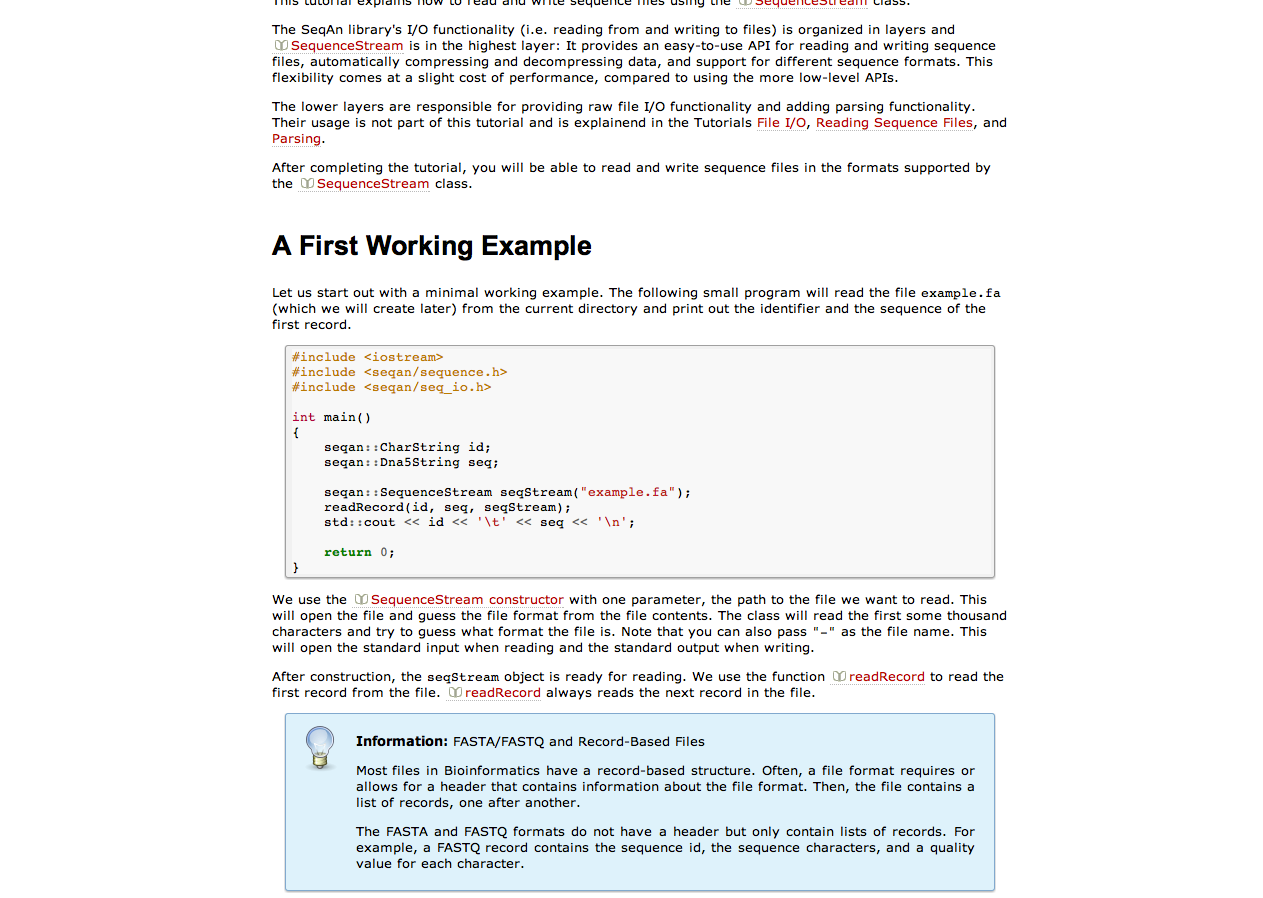 This tutorial explains how to read and write sequence files using the SequenceStream class.
The SeqAn library's I/O functionality (i.e. reading from and writing to files) is organized in layers and
SequenceStream is in the highest layer: It provides an easy-to-use API for reading and writing sequence
files, automatically compressing and decompressing data, and support for different sequence formats. This
flexibility comes at a slight cost of performance, compared to using the more low-level APIs.
The lower layers are responsible for providing raw file I/O functionality and adding parsing functionality.
Their usage is not part of this tutorial and is explainend in the Tutorials File I/O, Reading Sequence Files, and
Parsing.
After completing the tutorial, you will be able to read and write sequence files in the formats supported by
the SequenceStream class.
A First Working Example
Let us start out with a minimal working example. The following small program will read the file example.fa
(which we will create later) from the current directory and print out the identifier and the sequence of the
first record.
#include <iostream>
#include <seqan/sequence.h>
#include <seqan/seq_io.h>
int main()
{
    seqan::CharString id;
    seqan::Dna5String seq;
    seqan::SequenceStream seqStream("example.fa");
    readRecord(id, seq, seqStream);
    std::cout << id << '\t' << seq << '\n';
    return 0;
}
We use the SequenceStream constructor with one parameter, the path to the file we want to read. This
will open the file and guess the file format from the file contents. The class will read the first some thousand
characters and try to guess what format the file is. Note that you can also pass "-" as the file name. This
will open the standard input when reading and the standard output when writing.
After construction, the seqStream object is ready for reading. We use the function readRecord to read the
first record from the file. readRecord always reads the next record in the file.
Information: FASTA/FASTQ and Record-Based Files
Most files in Bioinformatics have a record-based structure. Often, a file format requires or
allows for a header that contains information about the file format. Then, the file contains a
list of records, one after another.
The FASTA and FASTQ formats do not have a header but only contain lists of records. For
example, a FASTQ record contains the sequence id, the sequence characters, and a quality
value for each character.